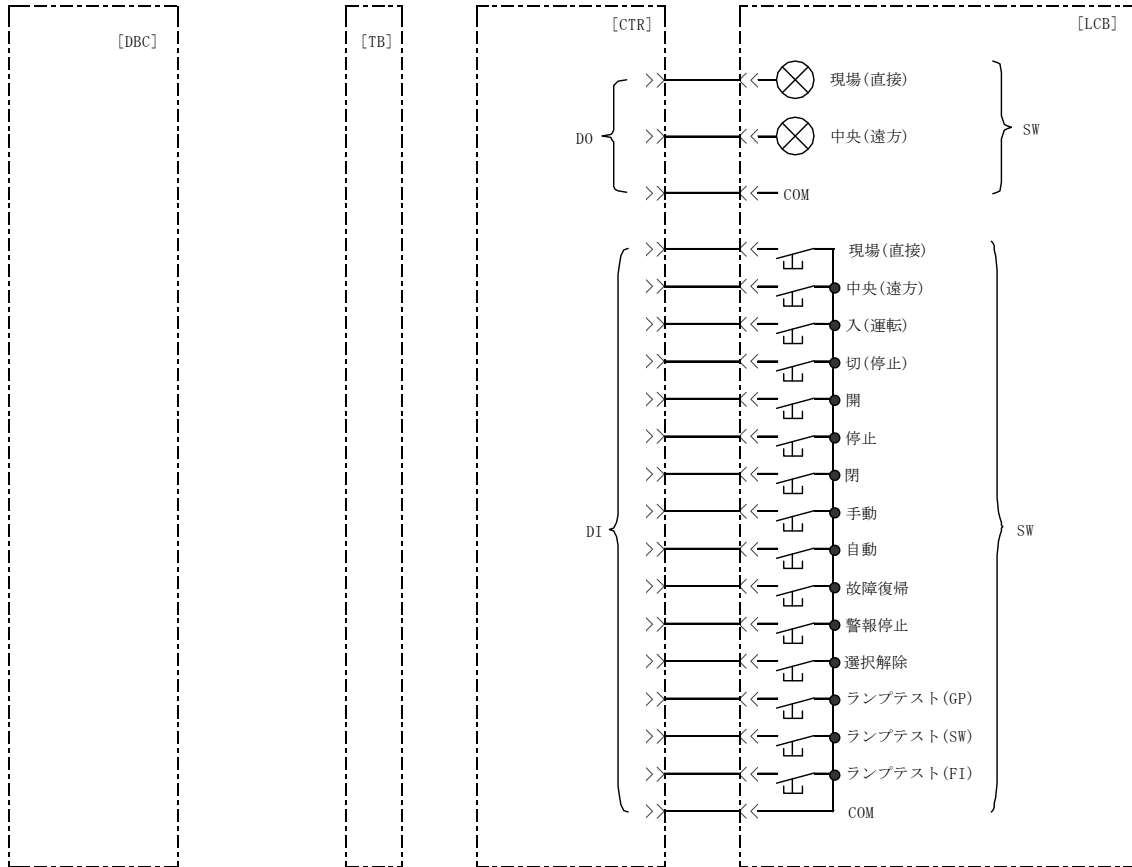 [DBC]
[TB]
[CTR]
[LCB]
現場(直接)
DO
中央(遠方)
SW
COM
現場(直接)
中央(遠方)
入(運転)
切(停止)
開
停止
閉
手動
DI
SW
自動
故障復帰
警報停止
選択解除
ランプテスト(GP)
ランプテスト(SW)
ランプテスト(FI)
COM